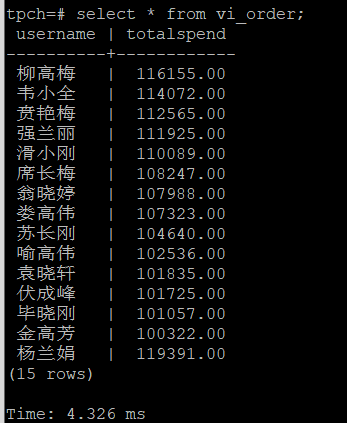 tpch=# select * from vi_order;
 username | totalspend
----------+------------
 柳高梅   |  116155.00
 韦小全   |  114072.00
 贲艳梅   |  112565.00
 强兰丽   |  111925.00
 滑小刚   |  110089.00
 席长梅   |  108247.00
 翁晓婷   |  107988.00
 娄高伟   |  107323.00
 苏长刚   |  104640.00
 喻高伟   |  102536.00
 袁晓轩   |  101835.00
 伏成峰   |  101725.00
 毕晓刚   |  101057.00
 金高芳   |  100322.00
 杨兰娟   |  119391.00
(15 rows)
Time: 4.326 ms